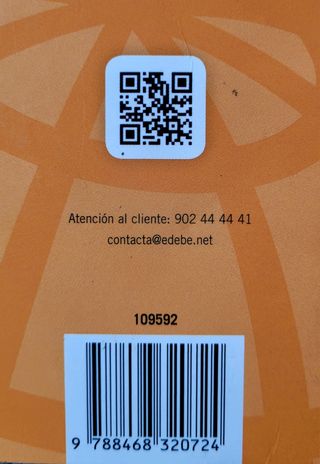 Atención al cliente: 902 44 44 41
contacta@edebe.net
109592
9 788468 320724